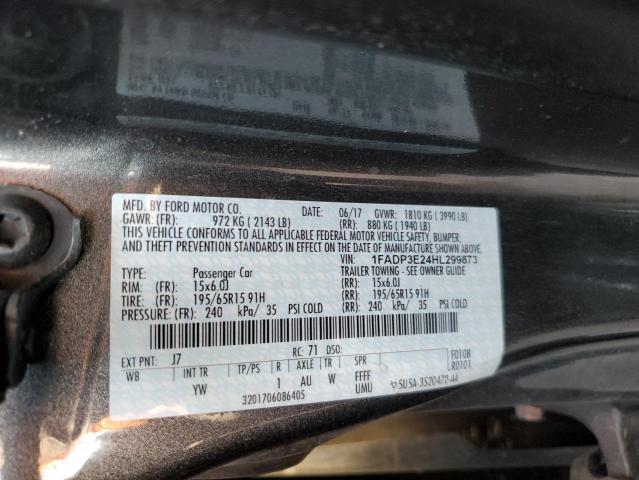 MFD. BY FORD MOTOR CO. 06/17 GVWR: 1810 KG ( 3990 LB)
GAWR: (FR): 972 KG ( 2143 LB) (RR): 880 KG ( 1940 LB)
THIS VEHICLE CONFORMS TO ALL APPLICABLE FEDERAL MOTOR VEHICLE SAFETY, BUMPER,
AND THEFT PREVENTION STANDARDS IN EFFECT ON THE DATE OF MANUFACTURE SHOWN ABOVE.
VIN: 1FADP3E24HL299873
TYPE: Passenger Car TRAILER TOWING - SEE OWNER GUIDE
RIM: (FR): 15x6.0J (RR): 15x6.0J
TIRE: (FR): 195/65R15 91H (RR): 195/65R15 91H
PRESSURE: (FR): 240 kPa/ 35 PSI COLD (RR): 240 kPa/ 35 PSI COLD
EXT PNT: J7 RC: 71 DSO: F0108
WB INT TR TP/PS R AXLE TR SPR R0101
YW 1 AU W FFFF
UMU
3201706086405 5U5A-3520472-AA